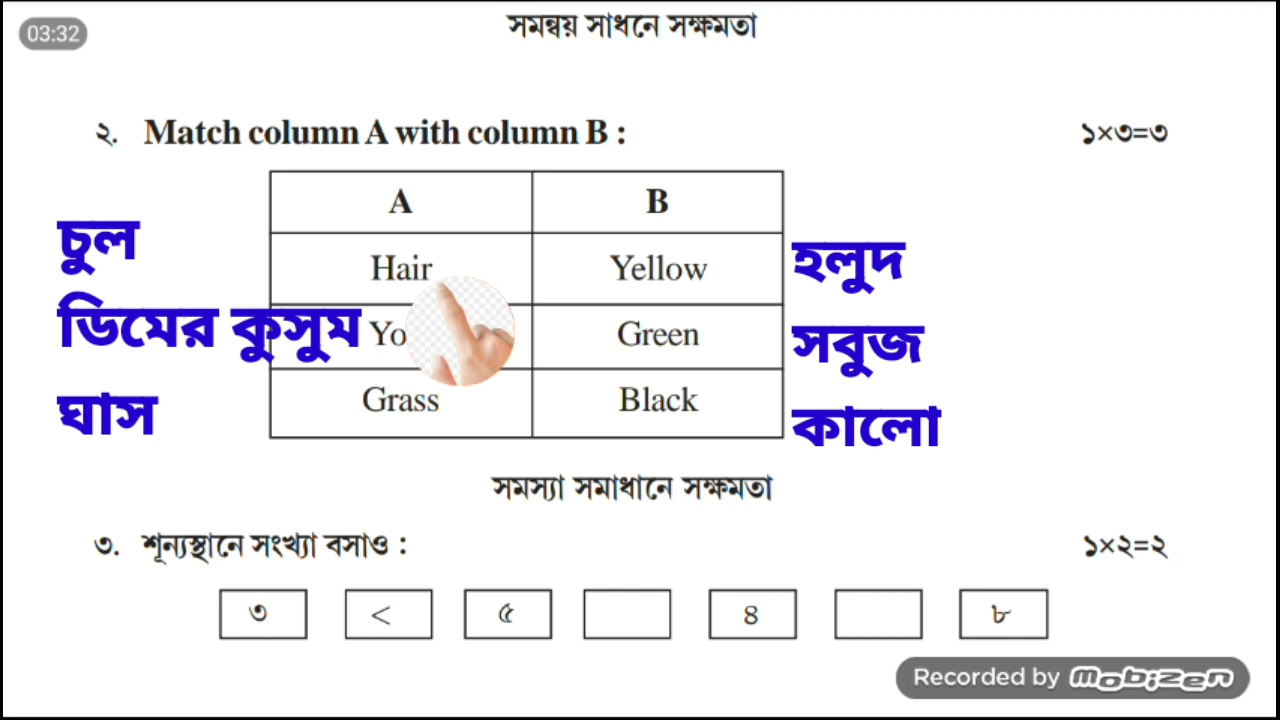 03:32
সমন্বয় সাধনে সক্ষমতা
২. Match column A with column B : ১×৩=৩
A B
চুল Hair Yellow হলুদ
ডিমের কুসুম Green সবুজ
ঘাস Grass Black কালো
সমস্যা সমাধানে সক্ষমতা
৩. শূন্যস্থানে সংখ্যা বসাও : ১×২=২
৩ < ৫ ৪ ৮
Recorded by Mobizen